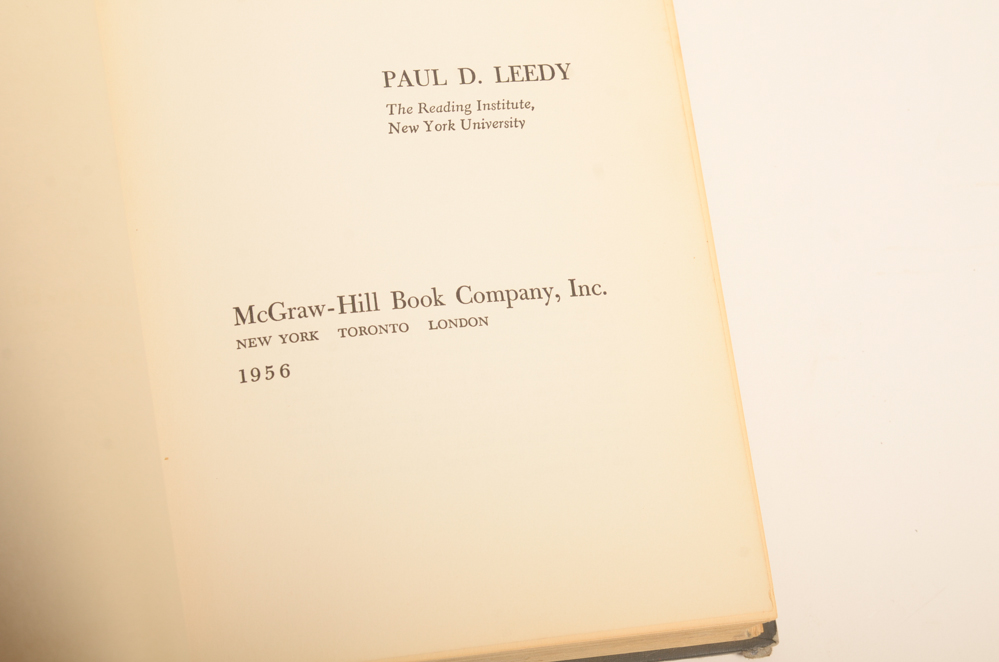 PAUL D. LEEDY
The Reading Institute,
New York University
McGraw-Hill Book Company, Inc.
NEW YORK TORONTO LONDON
1956